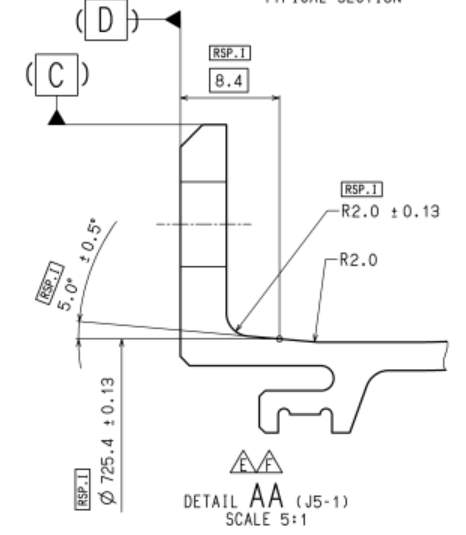 TYPICAL SECTION
(D)
RSP.I
8.4
(C)
RSP.I
R2.0 ±0.13
R2.0
RSP.I
5.0° ±0.5°
RSP.I
Ø 725.4 ±0.13
E F
DETAIL AA (J5-1)
SCALE 5:1